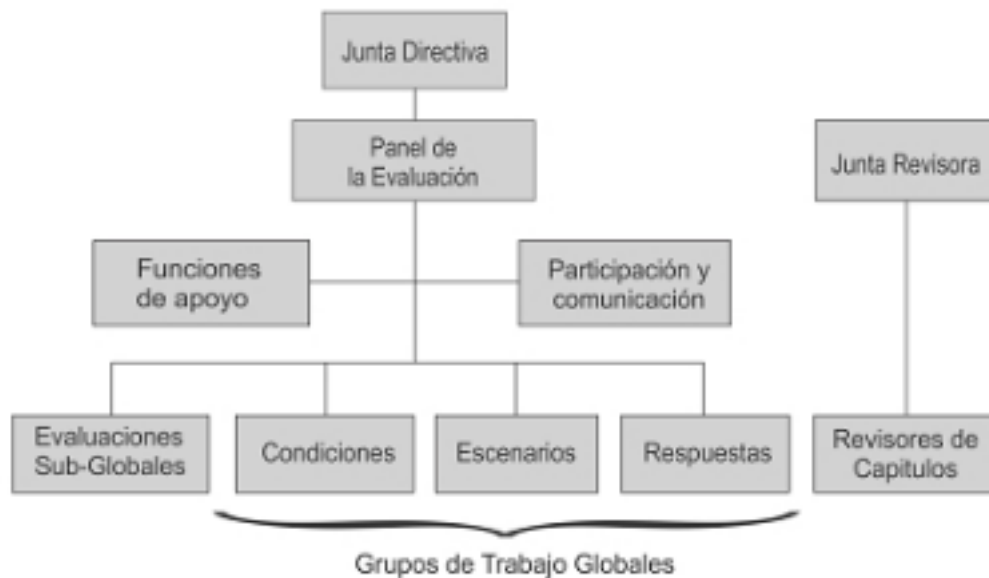 Junta Directiva
Panel de
la Evaluación
Junta Revisora
Funciones
de apoyo
Participación y
comunicación
Evaluaciones
Sub-Globales
Condiciones
Escenarios
Respuestas
Revisores de
Capitulos
Grupos de Trabajo Globales